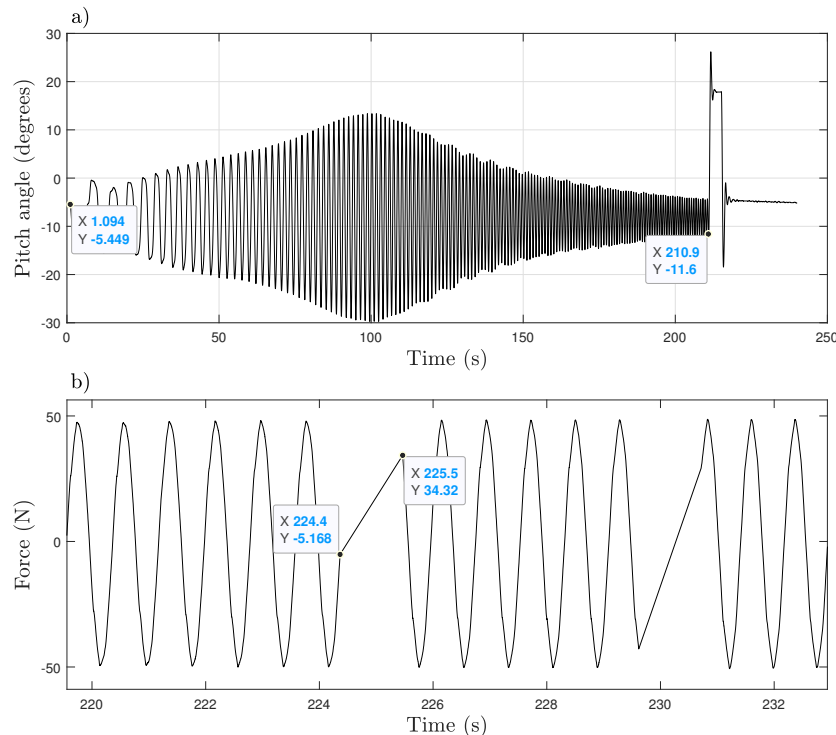 a)
30
20
10
0
-10
-20
-30
Pitch angle (degrees)
X 1.094
Y -5.449
X 210.9
Y -11.6
0 50 100 150 200 250
Time (s)
b)
50
0
-50
Force (N)
X 225.5
Y 34.32
X 224.4
Y -5.168
220 222 224 226 228 230 232
Time (s)